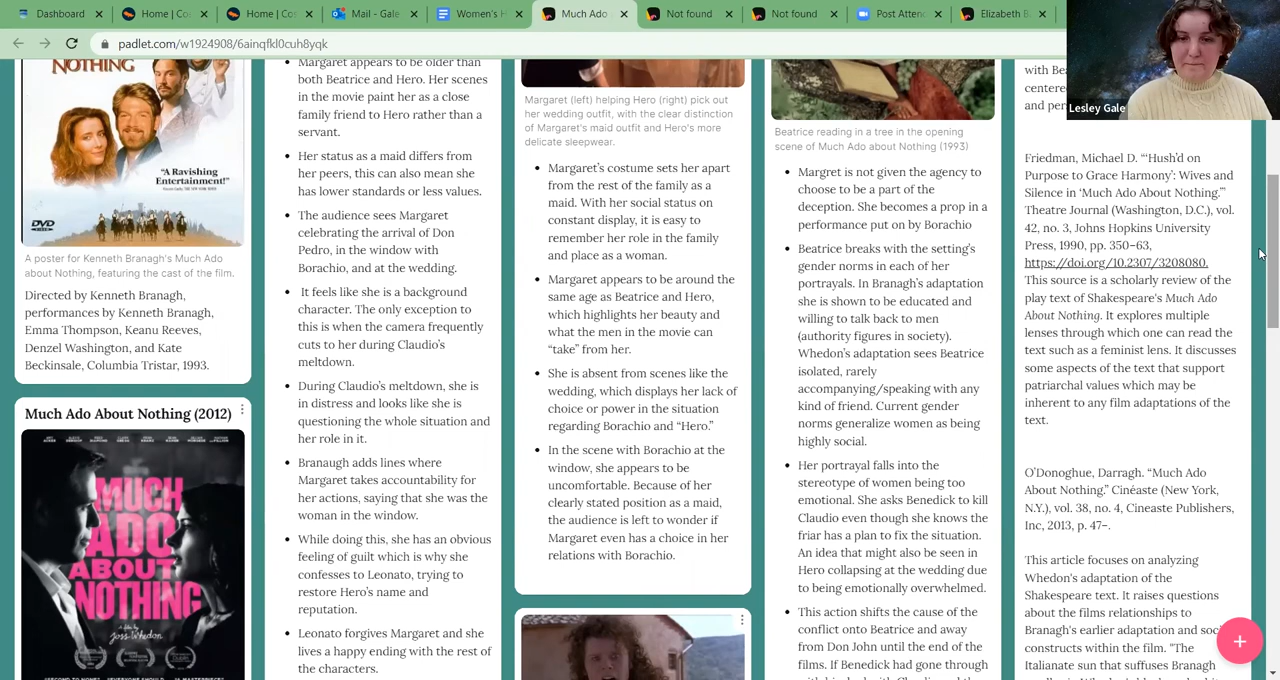 Dashboard
Home | Co
Home | Cos
Mail - Gale
Women's H
Much Ado
Not found
Not found
Post Attend
Elizabeth B
padlet.com/w1924908/6ainqfkl0cuh8yqk
Lesley Gale
NOTHING
"A Ravishing
Entertainment!"
DVD
A poster for Kenneth Branagh's Much Ado
about Nothing, featuring the cast of the film.
Directed by Kenneth Branagh,
performances by Kenneth Branagh,
Emma Thompson, Keanu Reeves,
Denzel Washington, and Kate
Beckinsale, Columbia Tristar, 1993.
Much Ado About Nothing (2012)
MUCH
ADO
ABOUT
NOTHING
a film by
Joss Whedon
Margaret appears to be older than
both Beatrice and Hero. Her scenes
in the movie paint her as a close
family friend to Hero rather than a
servant.
Her status as a maid differs from
her peers, this can also mean she
has lower standards or less values.
The audience sees Margaret
celebrating the arrival of Don
Pedro, in the window with
Borachio, and at the wedding.
It feels like she is a background
character. The only exception to
this is when the camera frequently
cuts to her during Claudio's
meltdown.
During Claudio's meltdown, she is
in distress and looks like she is
questioning the whole situation and
her role in it.
Branaugh adds lines where
Margaret takes accountability for
her actions, saying that she was the
woman in the window.
While doing this, she has an obvious
feeling of guilt which is why she
confesses to Leonato, trying to
restore Hero's name and
reputation.
Leonato forgives Margaret and she
lives a happy ending with the rest of
the characters.
Margaret (left) helping Hero (right) pick out
her wedding outfit, with the clear distinction
of Margaret's maid outfit and Hero's more
delicate sleepwear.
Margaret's costume sets her apart
from the rest of the family as a
maid. With her social status on
constant display, it is easy to
remember her role in the family
and place as a woman.
Margaret appears to be around the
same age as Beatrice and Hero,
which highlights her beauty and
what the men in the movie can
“take” from her.
She is absent from scenes like the
wedding, which displays her lack of
choice or power in the situation
regarding Borachio and “Hero.”
In the scene with Borachio at the
window, she appears to be
uncomfortable. Because of her
clearly stated position as a maid,
the audience is left to wonder if
Margaret even has a choice in her
relations with Borachio.
Beatrice reading in a tree in the opening
scene of Much Ado about Nothing (1993)
Margret is not given the agency to
choose to be a part of the
deception. She becomes a prop in a
performance put on by Borachio
Beatrice breaks with the setting's
gender norms in each of her
portrayals. In Branagh's adaptation
she is shown to be educated and
willing to talk back to men
(authority figures in society).
Whedon's adaptation sees Beatrice
isolated, rarely
accompanying/speaking with any
kind of friend. Current gender
norms generalize women as being
highly social.
Her portrayal falls into the
stereotype of women being too
emotional. She asks Benedick to kill
Claudio even though she knows the
friar has a plan to fix the situation.
An idea that might also be seen in
Hero collapsing at the wedding due
to being emotionally overwhelmed.
This action shifts the cause of the
conflict onto Beatrice and away
from Don John until the end of the
films. If Benedick had gone through
with Bea
centere
and per
Friedman, Michael D. “‘Hush'd on
Purpose to Grace Harmony’: Wives and
Silence in ‘Much Ado About Nothing.’”
Theatre Journal (Washington, D.C.), vol.
42, no. 3, Johns Hopkins University
Press, 1990, pp. 350–63,
https://doi.org/10.2307/3208080.
This source is a scholarly review of the
play text of Shakespeare's Much Ado
About Nothing. It explores multiple
lenses through which one can read the
text such as a feminist lens. It discusses
some aspects of the text that support
patriarchal values which may be
inherent to any film adaptations of the
text.
O'Donoghue, Darragh. “Much Ado
About Nothing.” Cinéaste (New York,
N.Y.), vol. 38, no. 4, Cineaste Publishers,
Inc, 2013, p. 47–.
This article focuses on analyzing
Whedon's adaptation of the
Shakespeare text. It raises questions
about the films relationships to
Branagh's earlier adaptation and soci
constructs within the film. "The
Italianate sun that suffuses Branagh